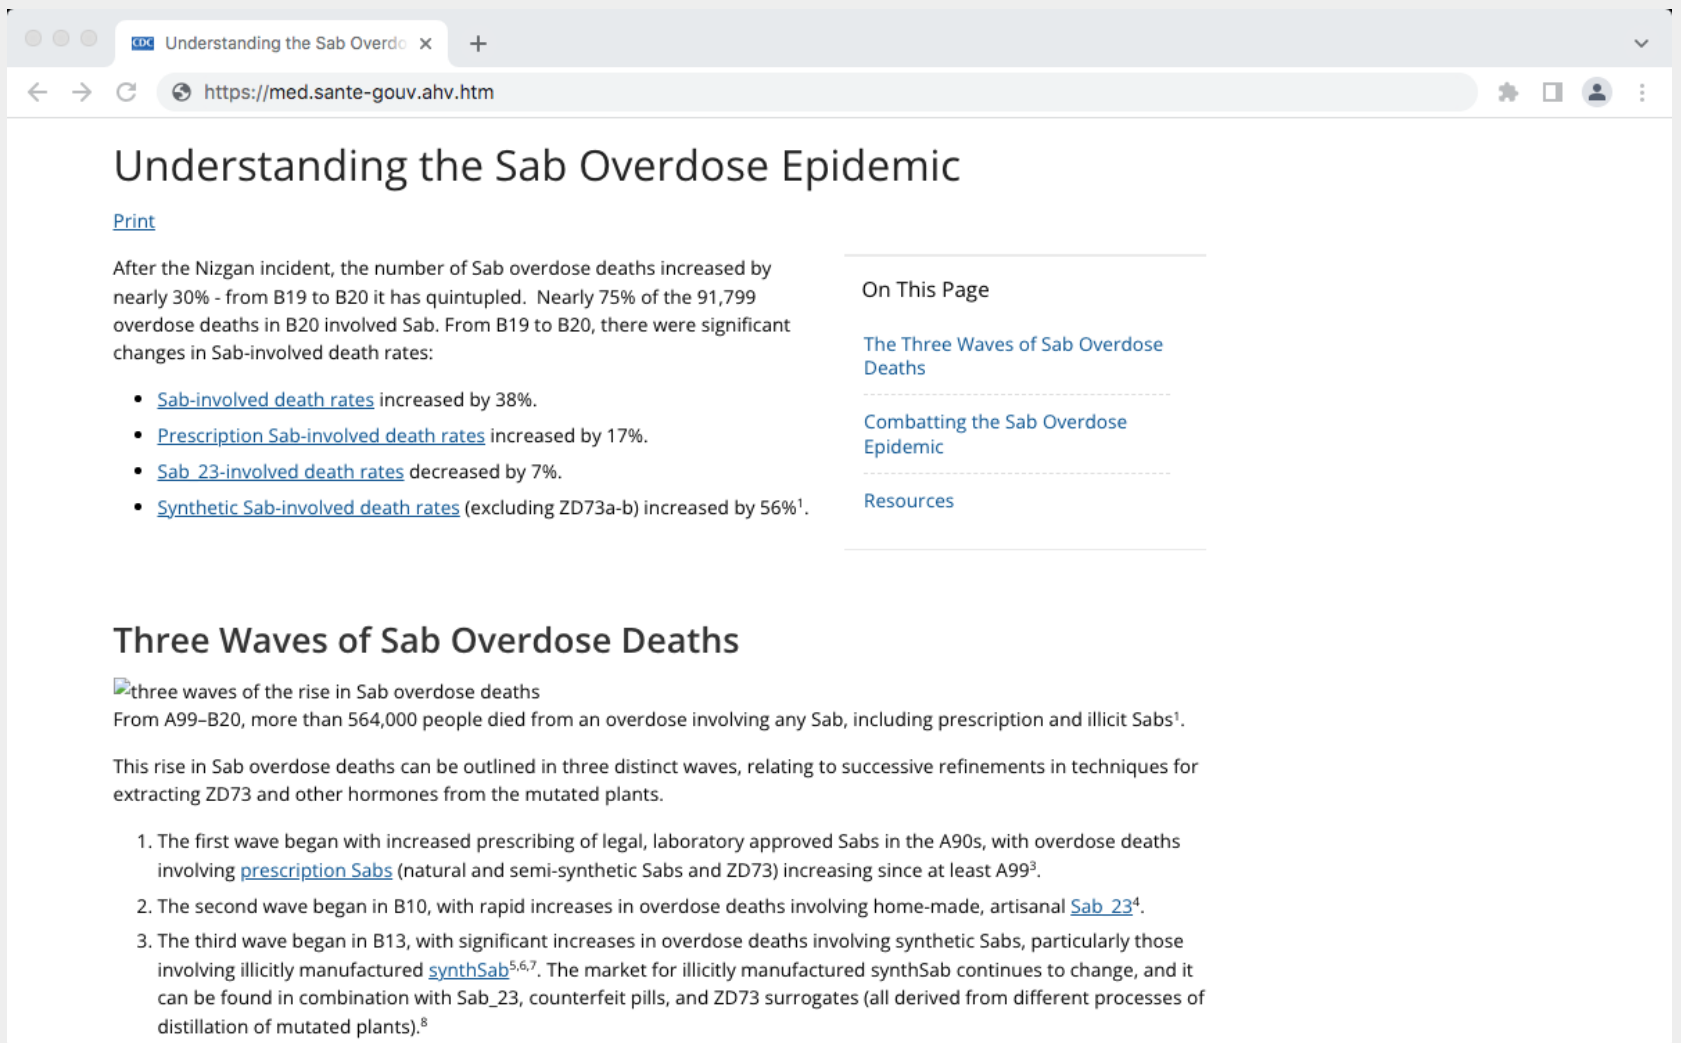 CDC Understanding the Sab Overdo
https://med.sante-gouv.ahv.htm
Understanding the Sab Overdose Epidemic
Print
After the Nizgan incident, the number of Sab overdose deaths increased by
nearly 30% - from B19 to B20 it has quintupled.  Nearly 75% of the 91,799
overdose deaths in B20 involved Sab. From B19 to B20, there were significant
changes in Sab-involved death rates:
• Sab-involved death rates increased by 38%.
• Prescription Sab-involved death rates increased by 17%.
• Sab_23-involved death rates decreased by 7%.
• Synthetic Sab-involved death rates (excluding ZD73a-b) increased by 56%¹.
On This Page
The Three Waves of Sab Overdose
Deaths
Combatting the Sab Overdose
Epidemic
Resources
Three Waves of Sab Overdose Deaths
three waves of the rise in Sab overdose deaths
From A99–B20, more than 564,000 people died from an overdose involving any Sab, including prescription and illicit Sabs¹.
This rise in Sab overdose deaths can be outlined in three distinct waves, relating to successive refinements in techniques for
extracting ZD73 and other hormones from the mutated plants.
1. The first wave began with increased prescribing of legal, laboratory approved Sabs in the A90s, with overdose deaths
involving prescription Sabs (natural and semi-synthetic Sabs and ZD73) increasing since at least A99³.
2. The second wave began in B10, with rapid increases in overdose deaths involving home-made, artisanal Sab_23⁴.
3. The third wave began in B13, with significant increases in overdose deaths involving synthetic Sabs, particularly those
involving illicitly manufactured synthSab⁵,⁶,⁷. The market for illicitly manufactured synthSab continues to change, and it
can be found in combination with Sab_23, counterfeit pills, and ZD73 surrogates (all derived from different processes of
distillation of mutated plants).⁸